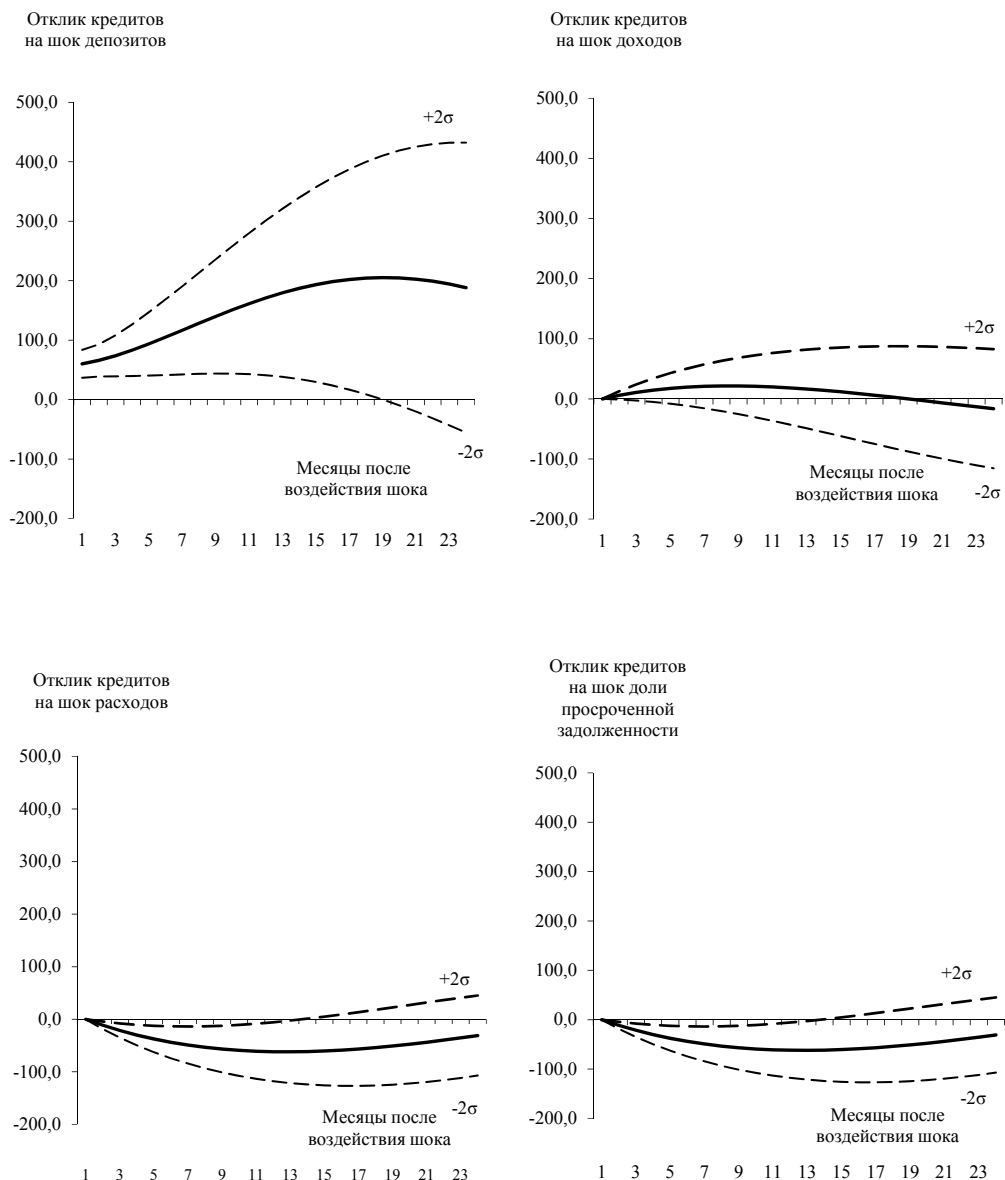 Отклик кредитов
на шок депозитов
500,0
400,0
300,0
200,0
100,0
0,0
-100,0
-200,0
+2σ
-2σ
Месяцы после
воздействия шока
1 3 5 7 9 11 13 15 17 19 21 23
Отклик кредитов
на шок доходов
500,0
400,0
300,0
200,0
100,0
0,0
-100,0
-200,0
+2σ
Месяцы после
воздействия шока
-2σ
1 3 5 7 9 11 13 15 17 19 21 23
Отклик кредитов
на шок расходов
500,0
400,0
300,0
200,0
100,0
0,0
-100,0
-200,0
+2σ
-2σ
Месяцы после
воздействия шока
1 3 5 7 9 11 13 15 17 19 21 23
Отклик кредитов
на шок доли
просроченной
задолженности
500,0
400,0
300,0
200,0
100,0
0,0
-100,0
-200,0
+2σ
-2σ
Месяцы после
воздействия шока
1 3 5 7 9 11 13 15 17 19 21 23